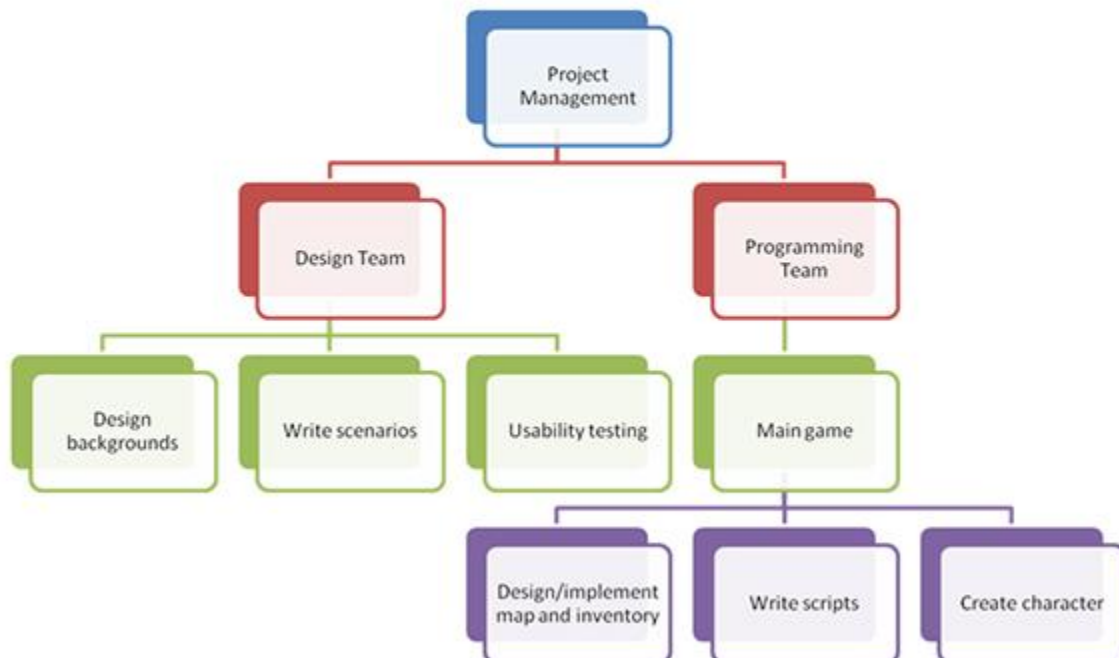 Project
Management
Design Team
Programming
Team
Design
backgrounds
Write scenarios
Usability testing
Main game
Design/implement
map and inventory
Write scripts
Create character